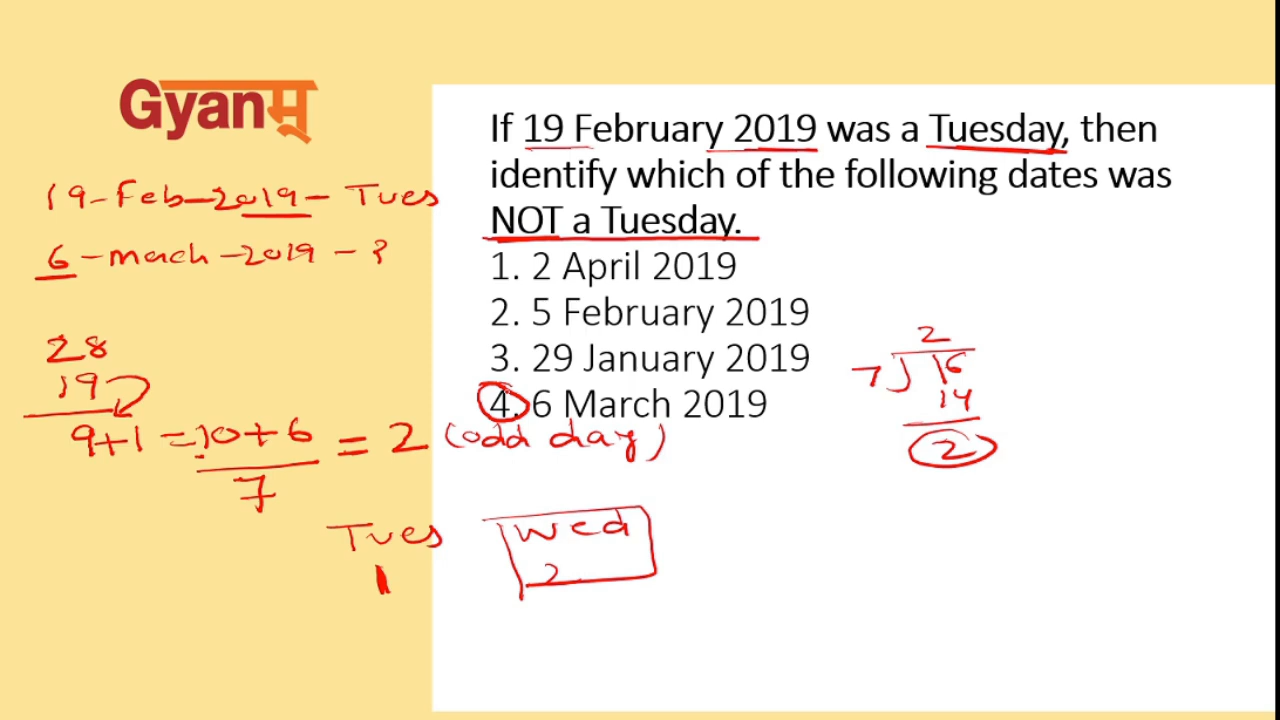 Gyanम्
If 19 February 2019 was a Tuesday, then
identify which of the following dates was
NOT a Tuesday.
1. 2 April 2019
2. 5 February 2019
3. 29 January 2019
4. 6 March 2019
19-Feb-2019- Tues
6-march-2019-?
28
19
9+1 = 10+6 = 2 (odd day)
7
Tues Wed
1 2
2
7 16
14
2